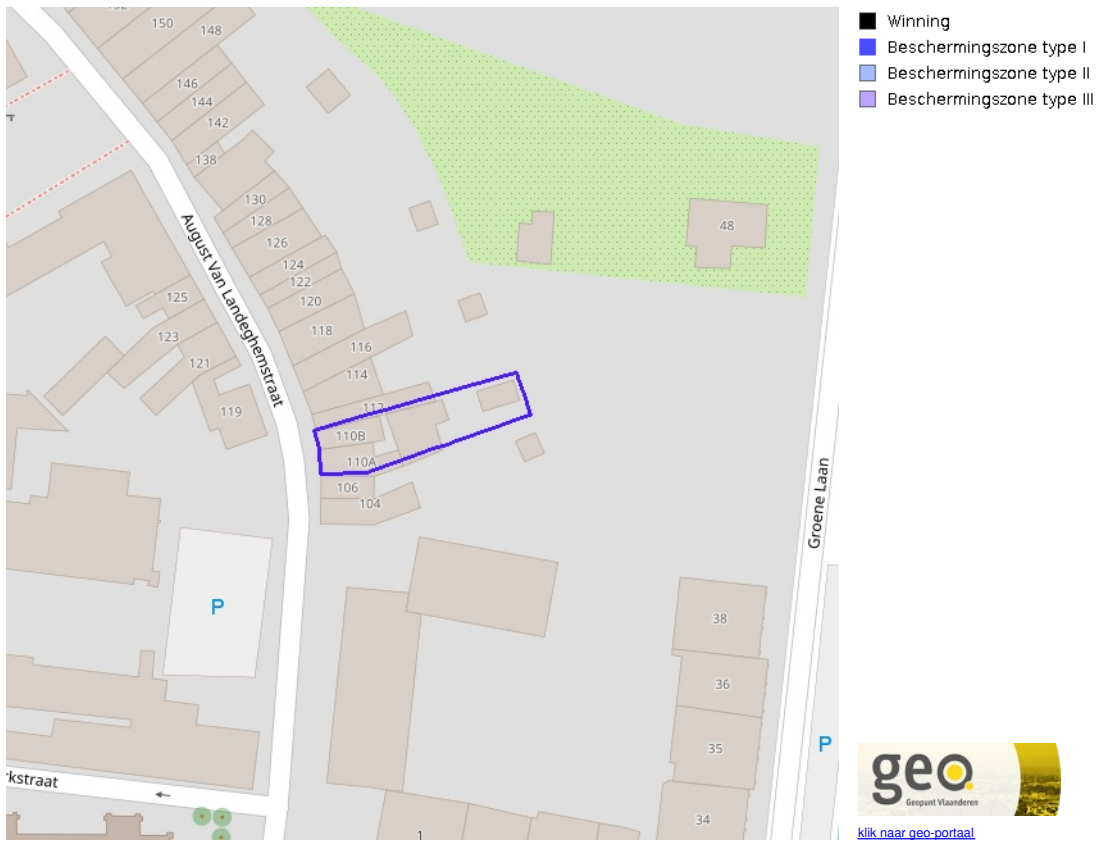 150
148
146
144
142
138
130
128
126
124
122
120
118
116
114
112
110B
110A
106
104
125
123
121
119
August Van Landeghemstraat
48
Groene Laan
P
38
36
35
34
P
rkstraat
1
Winning
Beschermingszone type I
Beschermingszone type II
Beschermingszone type III
geo
Geopunt Vlaanderen
klik naar geo-portaal